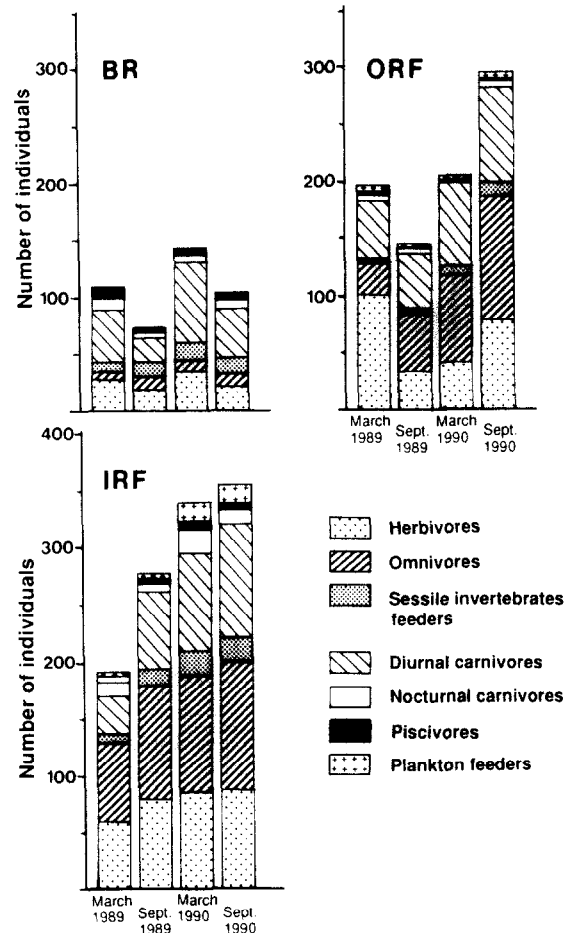 BR
ORF
300
200
100
Number of individuals
300
200
100
March
1989
Sept.
1989
March
1990
Sept.
1990
IRF
400
300
200
100
0
Number of individuals
March
1989
Sept.
1989
March
1990
Sept.
1990
Herbivores
Omnivores
Sessile invertebrates
feeders
Diurnal carnivores
Nocturnal carnivores
Piscivores
Plankton feeders